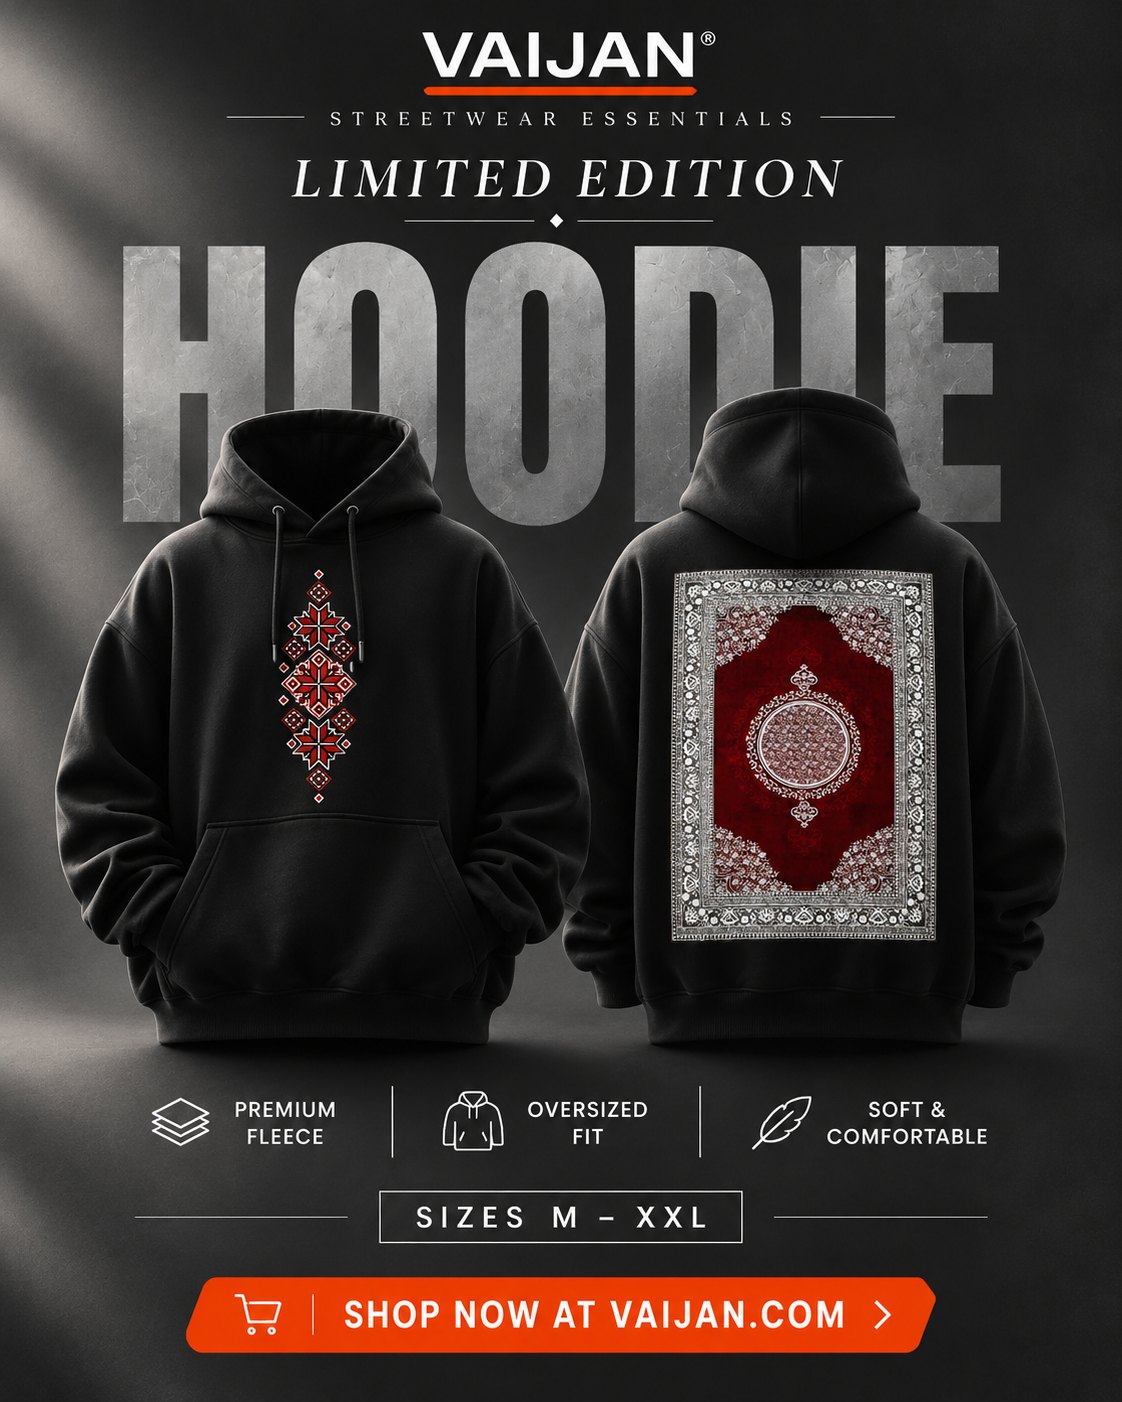 VAIJAN®
STREETWEAR ESSENTIALS
LIMITED EDITION
HOODIE
PREMIUM
FLEECE
OVERSIZED
FIT
SOFT &
COMFORTABLE
SIZES M – XXL
SHOP NOW AT VAIJAN.COM